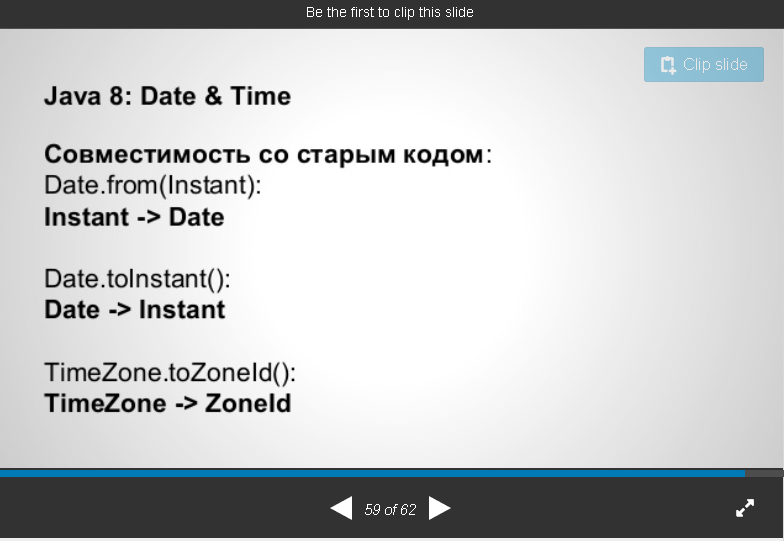 Be the first to clip this slide
Clip slide
Java 8: Date & Time
Совместимость со старым кодом:
Date.from(Instant):
Instant -> Date
Date.toInstant():
Date -> Instant
TimeZone.toZoneId():
TimeZone -> ZoneId
59 of 62